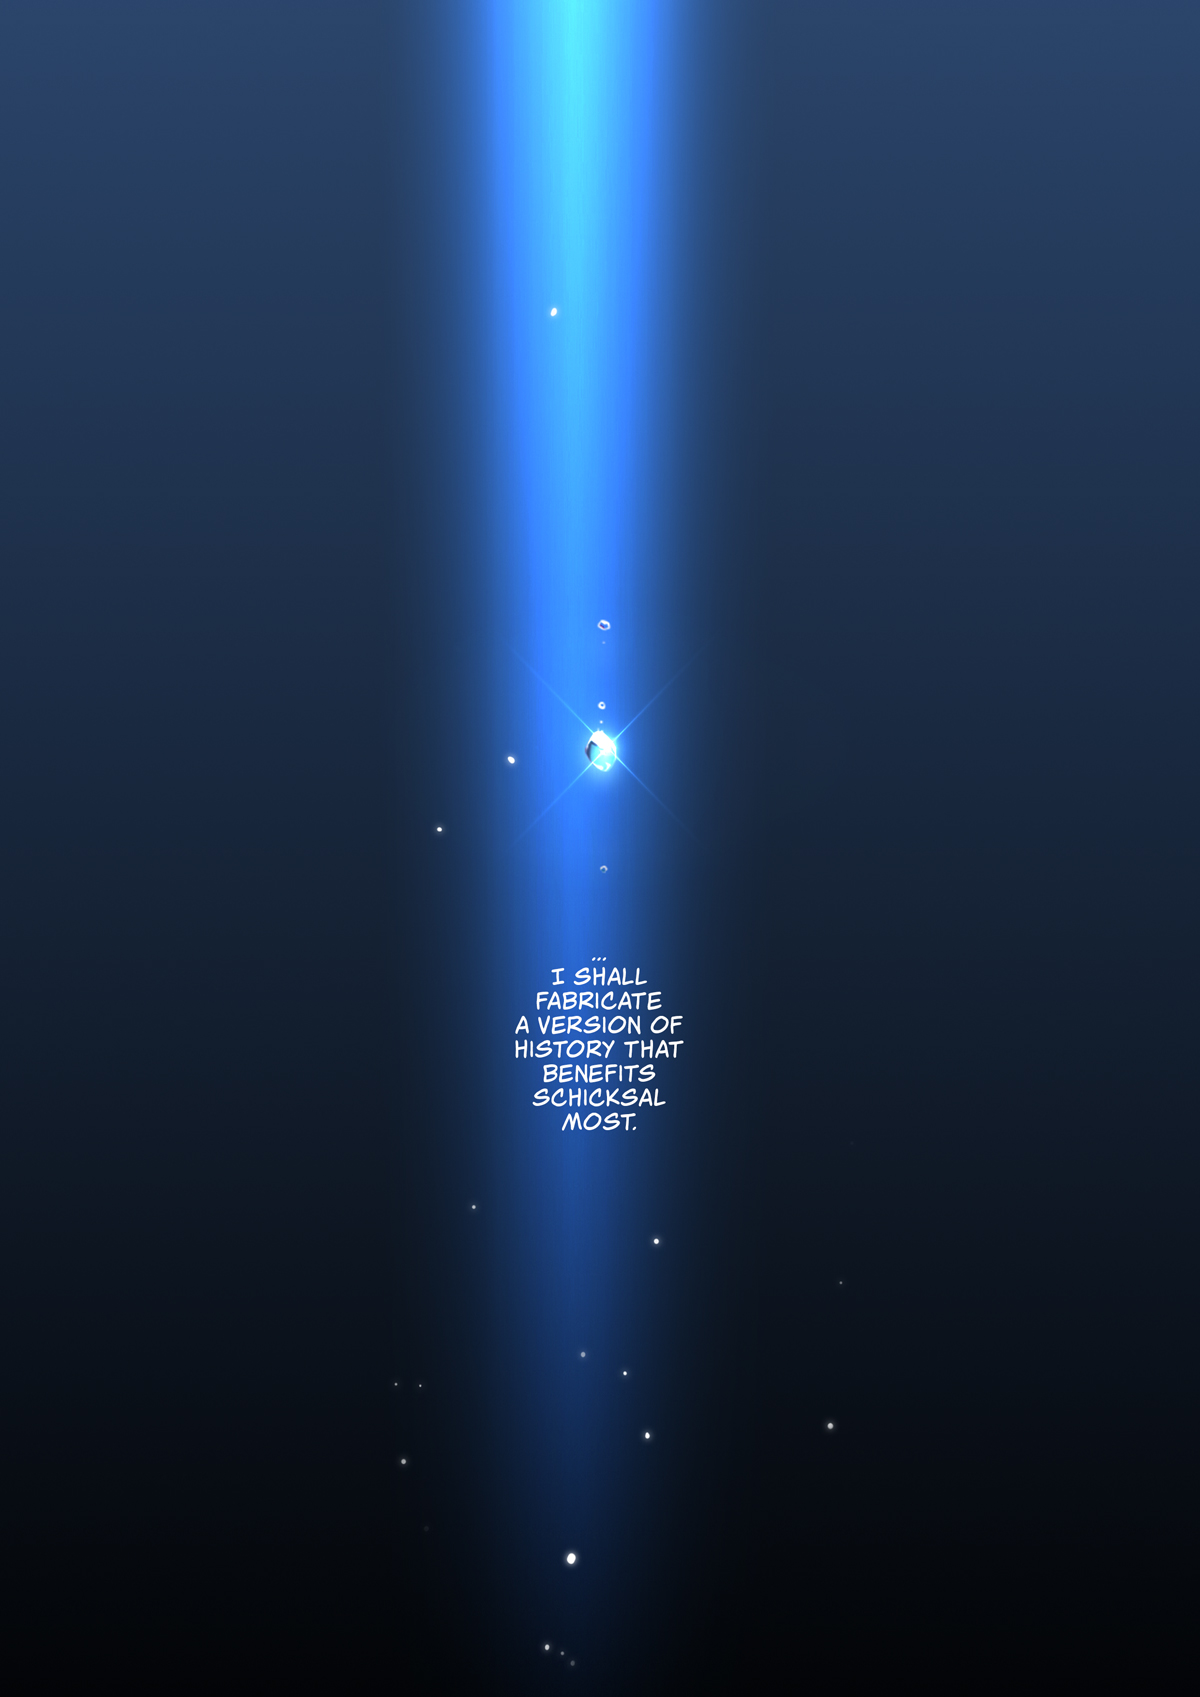 ...
I SHALL
FABRICATE
A VERSION OF
HISTORY THAT
BENEFITS
SCHICKSAL
MOST.